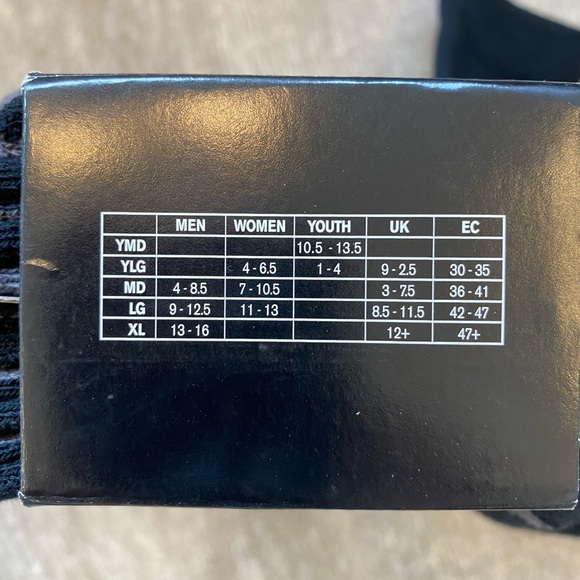 MEN WOMEN YOUTH UK EC
YMD 10.5 - 13.5
YLG 4 - 6.5 1 - 4 9 - 2.5 30 - 35
MD 4 - 8.5 7 - 10.5 3 - 7.5 36 - 41
LG 9 - 12.5 11 - 13 8.5 - 11.5 42 - 47
XL 13 - 16 12+ 47+